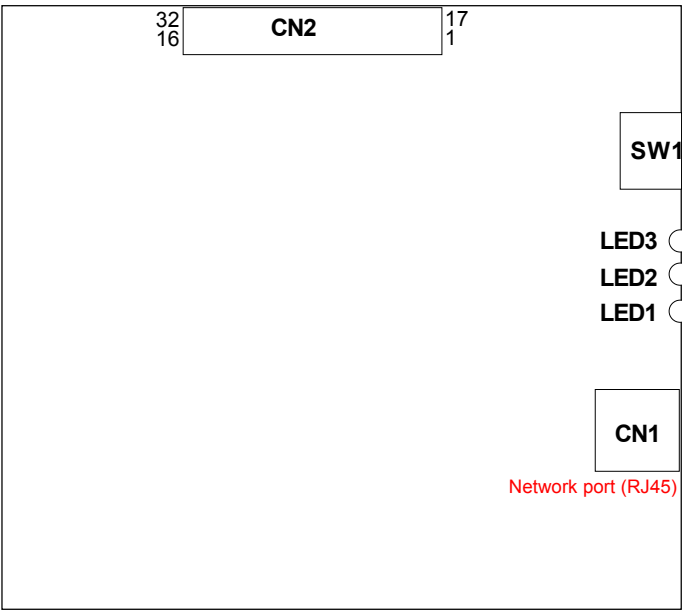 32 CN2 17
16 1
SW1
LED3
LED2
LED1
CN1
Network port (RJ45)